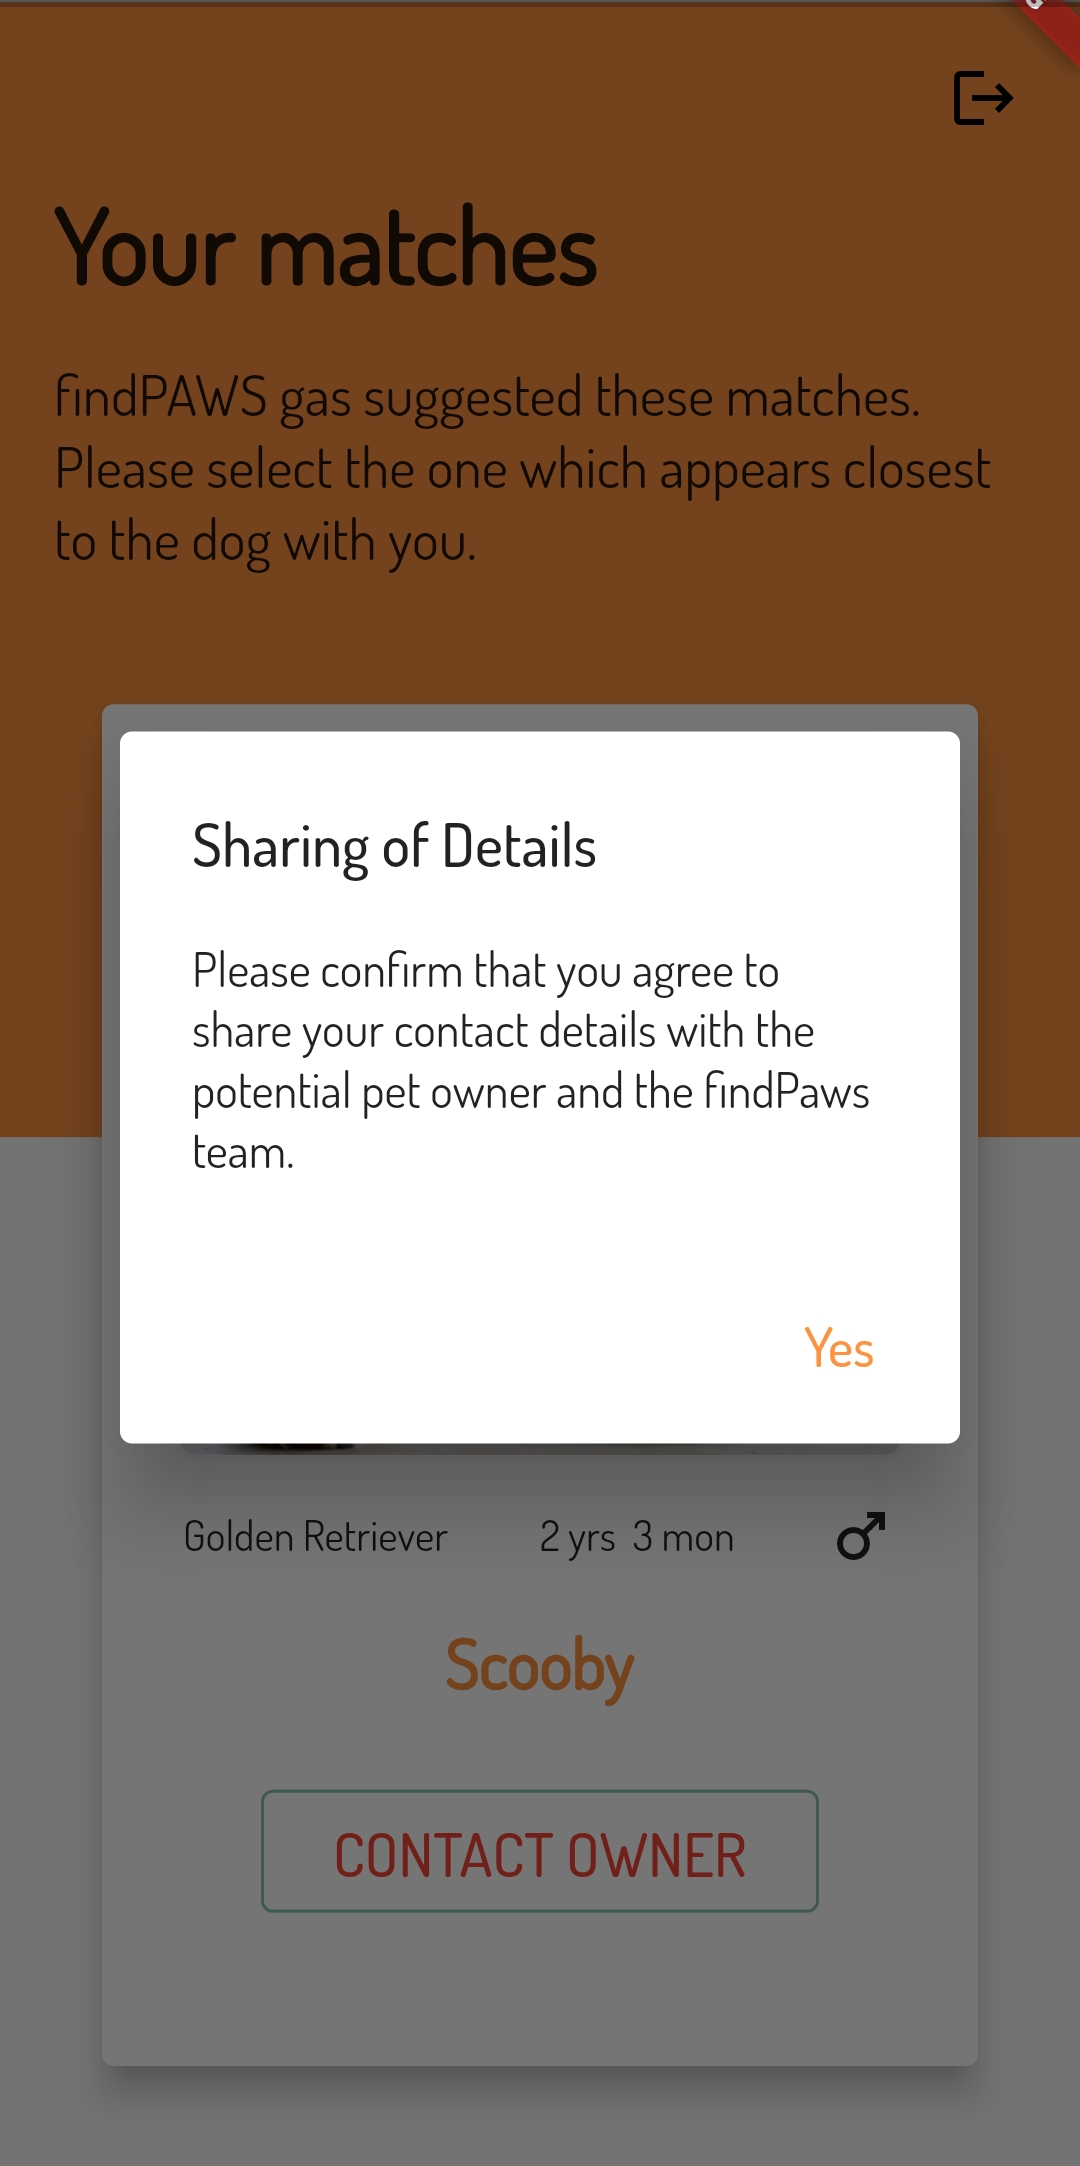 Your matches
findPAWS gas suggested these matches.
Please select the one which appears closest
to the dog with you.
Sharing of Details
Please confirm that you agree to
share your contact details with the
potential pet owner and the findPaws
team.
Yes
Golden Retriever 2 yrs 3 mon
Scooby
CONTACT OWNER